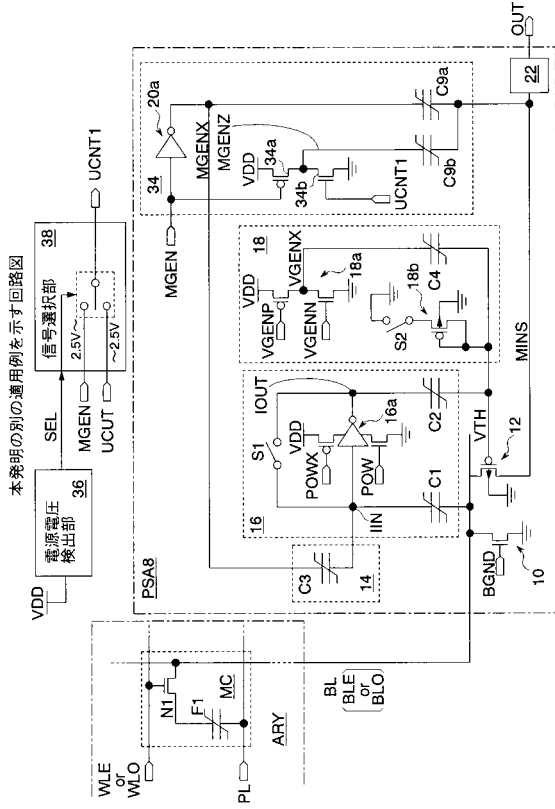 本発明の別の適用例を示す回路図
VDD
36
電源電圧
検出部
SEL
MGEN
UCUT
2.5V~
~2.5V
信号選択部
38
UCNT1
PSA8
WLE
or
WLO
PL
N1
F1
MC
ARY
BL
BLE
or
BLO
C3
14
16
S1
POWX
VDD
POW
16a
IIN
IOUT
C1
C2
BGND
10
VTH
12
MINS
18
VDD
VGENP
VGENN
VGENX
18a
S2
18b
C4
MGEN
34
20a
VDD
MGENX
MGENZ
34a
34b
UCNT1
C9b
C9a
22
OUT